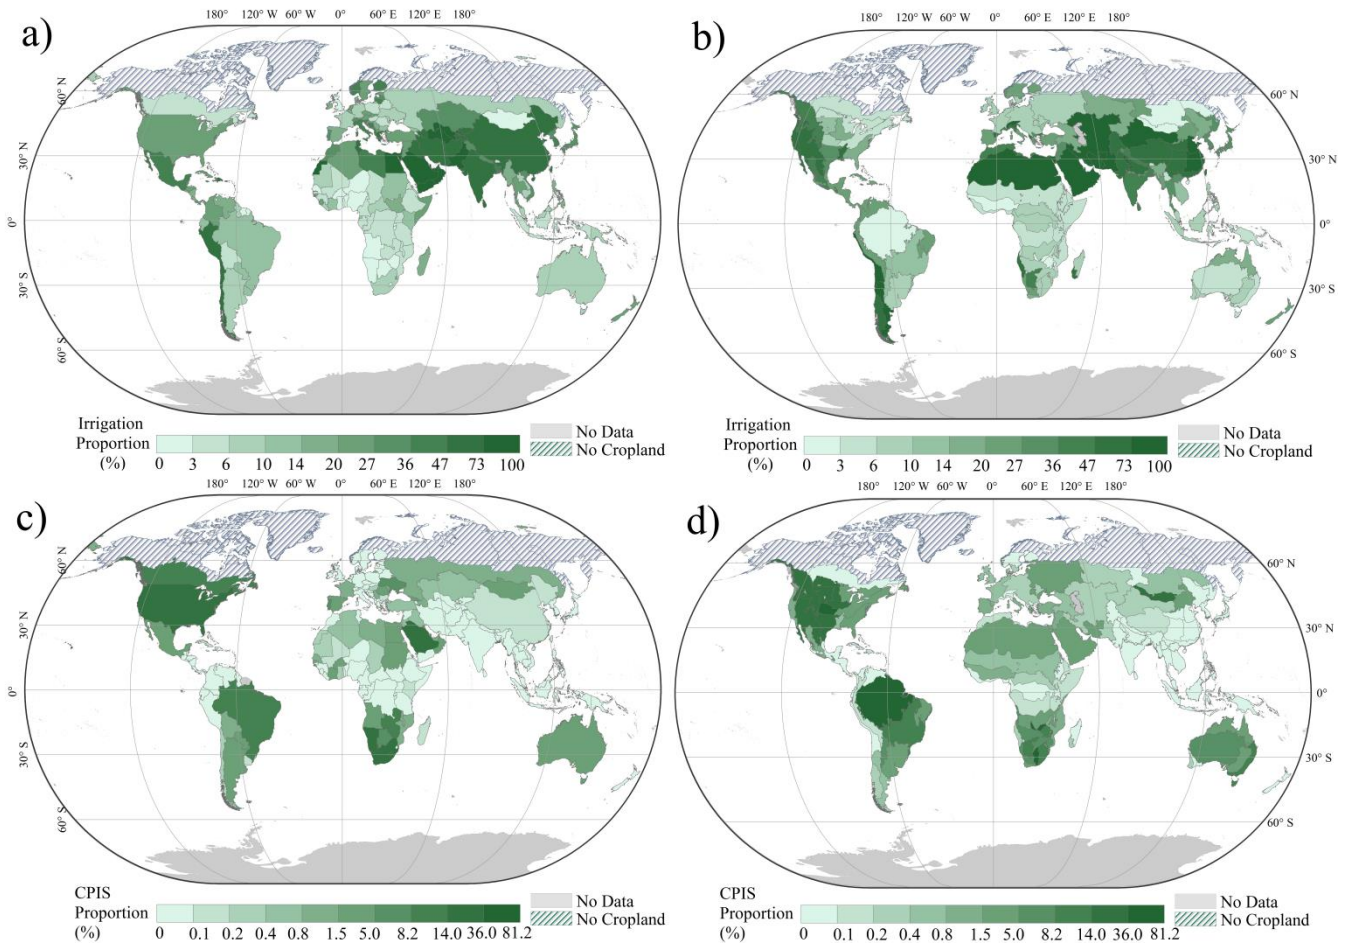 a)
180° 120° W 60° W 0° 60° E 120° E 180°
60° N
30° N
0°
30° S
60° S
Irrigation
Proportion
(%)
0 3 6 10 14 20 27 36 47 73 100
No Data
No Cropland
b)
180° 120° W 60° W 0° 60° E 120° E 180°
60° N
30° N
0°
30° S
60° S
Irrigation
Proportion
(%)
0 3 6 10 14 20 27 36 47 73 100
No Data
No Cropland
c)
180° 120° W 60° W 0° 60° E 120° E 180°
60° N
30° N
0°
30° S
60° S
CPIS
Proportion
(%)
0 0.1 0.2 0.4 0.8 1.5 5.0 8.2 14.0 36.0 81.2
No Data
No Cropland
d)
180° 120° W 60° W 0° 60° E 120° E 180°
60° N
30° N
0°
30° S
60° S
CPIS
Proportion
(%)
0 0.1 0.2 0.4 0.8 1.5 5.0 8.2 14.0 36.0 81.2
No Data
No Cropland